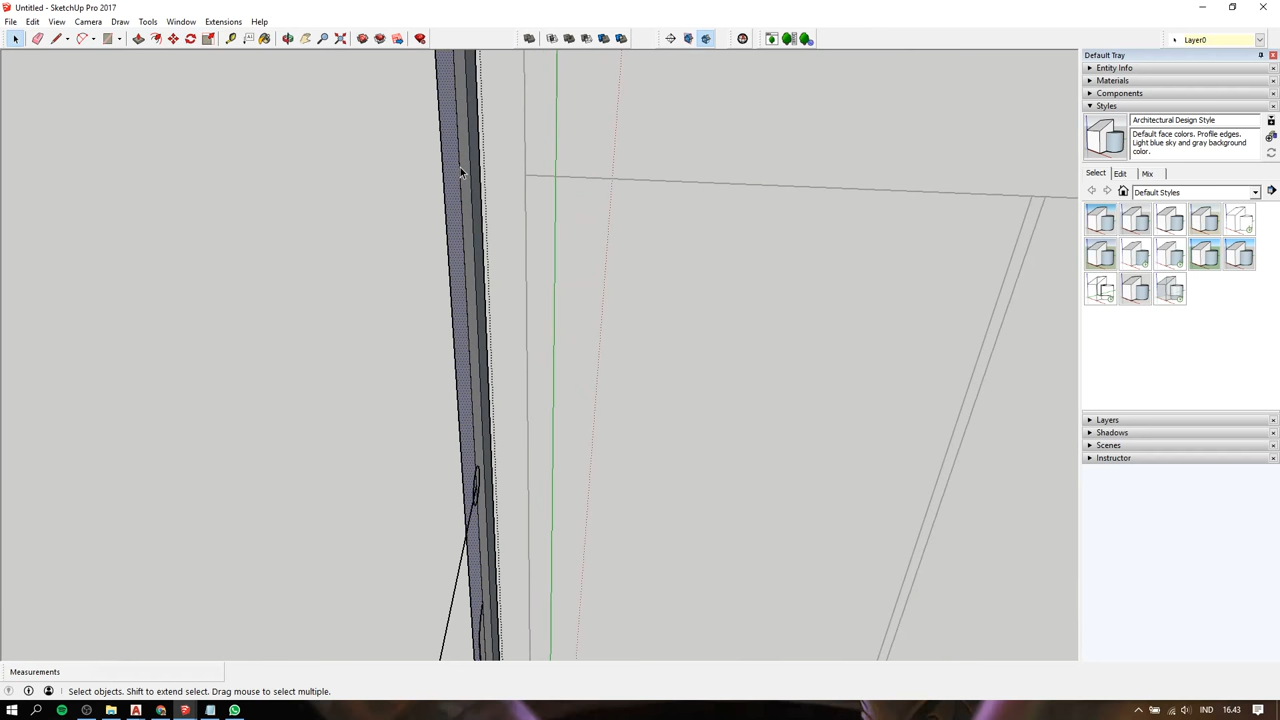 Untitled - SketchUp Pro 2017
File Edit View Camera Draw Tools Window Extensions Help
Layer0
Default Tray
Entity Info
Materials
Components
Styles
Architectural Design Style
Default face colors. Profile edges.
Light blue sky and gray background
color.
Select Edit Mix
Default Styles
Layers
Shadows
Scenes
Instructor
Measurements
Select objects. Shift to extend select. Drag mouse to select multiple.
IND 16.43